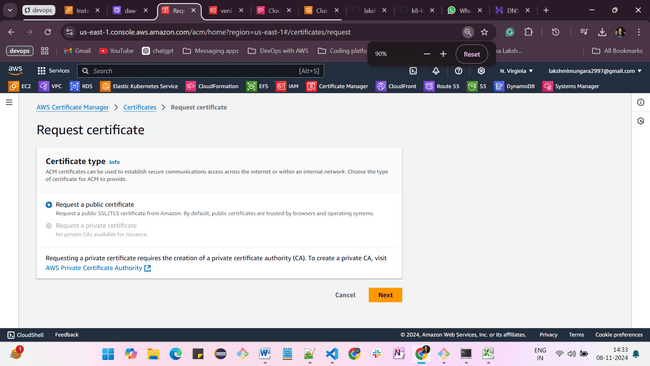 devops
Insta
daw
Req
veni
Clo
Clus
laksh
k8-i
Wha
DNS
us-east-1.console.aws.amazon.com/acm/home?region=us-east-1#/certificates/request
90%
Reset
devops
Gmail
YouTube
chatgpt
Messaging apps
DevOps with AWS
Coding platfo
na Laksh...
All Bookmarks
aws
Services
Search
[Alt+S]
N. Virginia
lakshmimungara2997@gmail.com
EC2
VPC
RDS
Elastic Kubernetes Service
CloudFormation
EFS
IAM
Certificate Manager
CloudFront
Route 53
S3
DynamoDB
Systems Manager
AWS Certificate Manager > Certificates > Request certificate
Request certificate
Certificate type Info
ACM certificates can be used to establish secure communications access across the internet or within an internal network. Choose the
type of certificate for ACM to provide.
Request a public certificate
Request a public SSL/TLS certificate from Amazon. By default, public certificates are trusted by browsers and operating systems.
Request a private certificate
No private CAs available for issuance.
Requesting a private certificate requires the creation of a private certificate authority (CA). To create a private CA, visit
AWS Private Certificate Authority
Cancel
Next
CloudShell
Feedback
© 2024, Amazon Web Services, Inc. or its affiliates.
Privacy
Terms
Cookie preferences
ENG
IN
14:33
08-11-2024